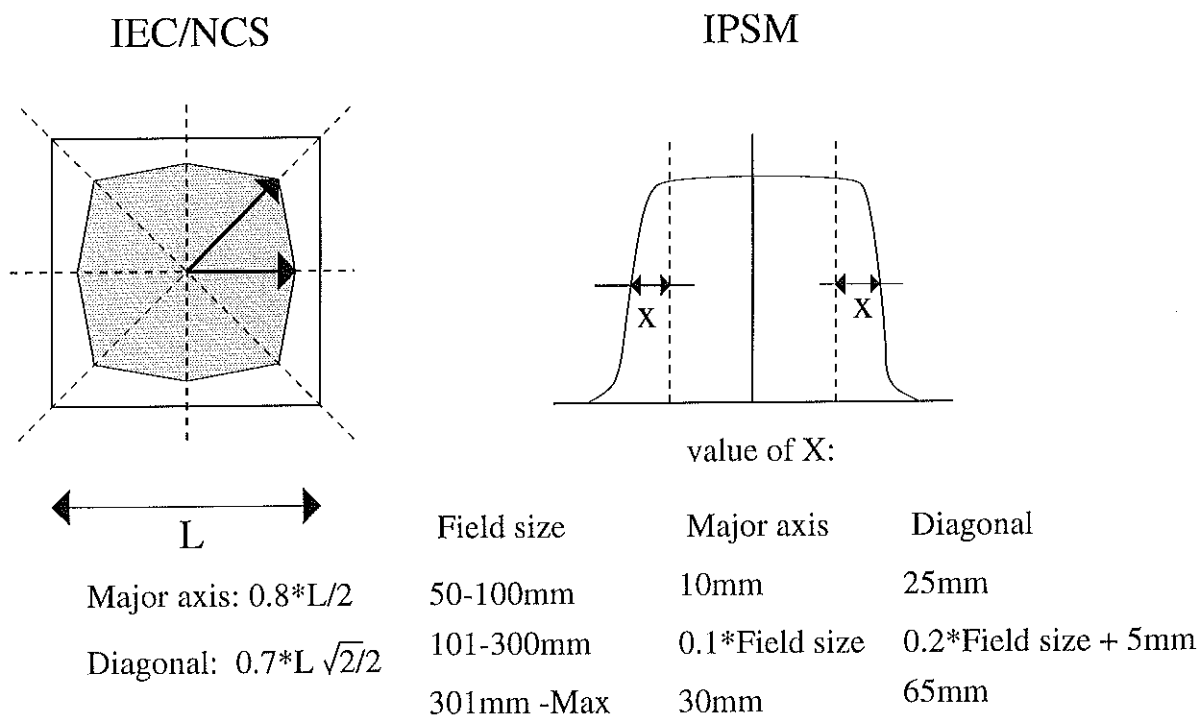 IEC/NCS
IPSM
X
X
value of X:
L
Major axis: 0.8*L/2
Diagonal: 0.7*L √2/2
Field size Major axis Diagonal
50-100mm 10mm 25mm
101-300mm 0.1*Field size 0.2*Field size + 5mm
301mm -Max 30mm 65mm